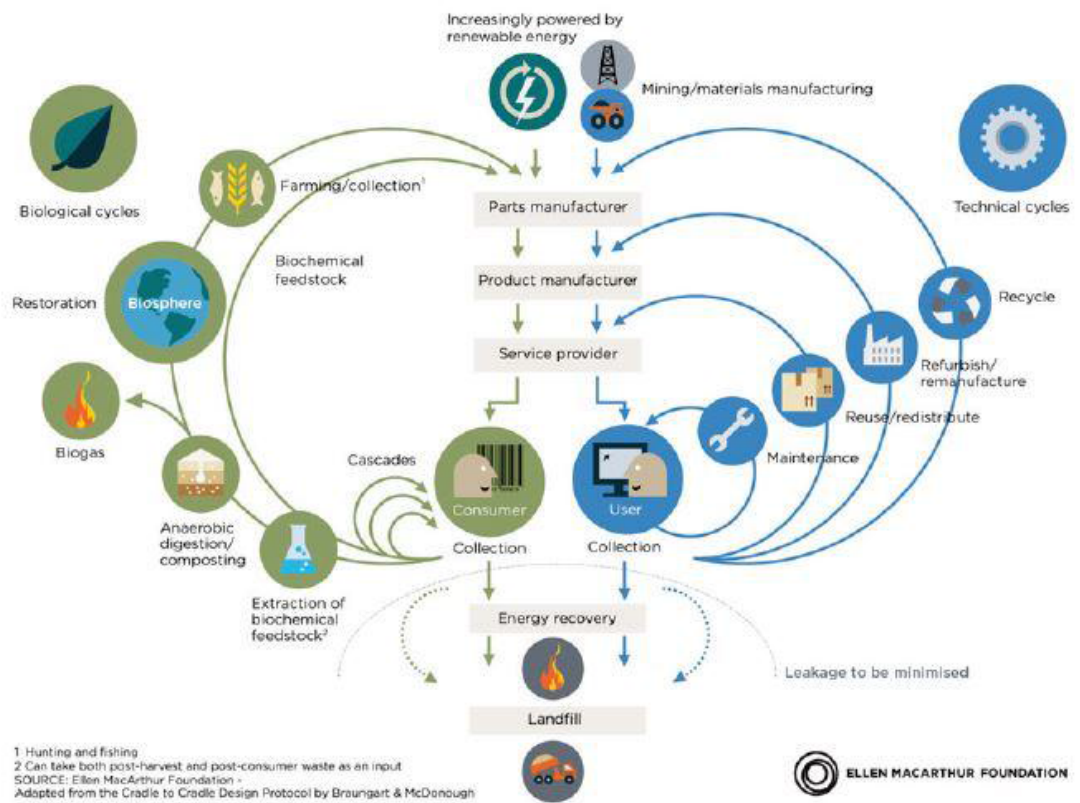 Increasingly powered by
renewable energy
Mining/materials manufacturing
Biological cycles
Technical cycles
Farming/collection¹
Parts manufacturer
Biochemical
feedstock
Product manufacturer
Restoration
Biosphere
Recycle
Service provider
Refurbish/
remanufacture
Reuse/redistribute
Biogas
Maintenance
Cascades
Consumer
User
Anaerobic
digestion/
composting
Collection
Collection
Extraction of
biochemical
feedstock²
Energy recovery
Leakage to be minimised
Landfill
1 Hunting and fishing
2 Can take both post-harvest and post-consumer waste as an input
SOURCE: Ellen MacArthur Foundation -
Adapted from the Cradle to Cradle Design Protocol by Braungart & McDonough
ELLEN MACARTHUR FOUNDATION